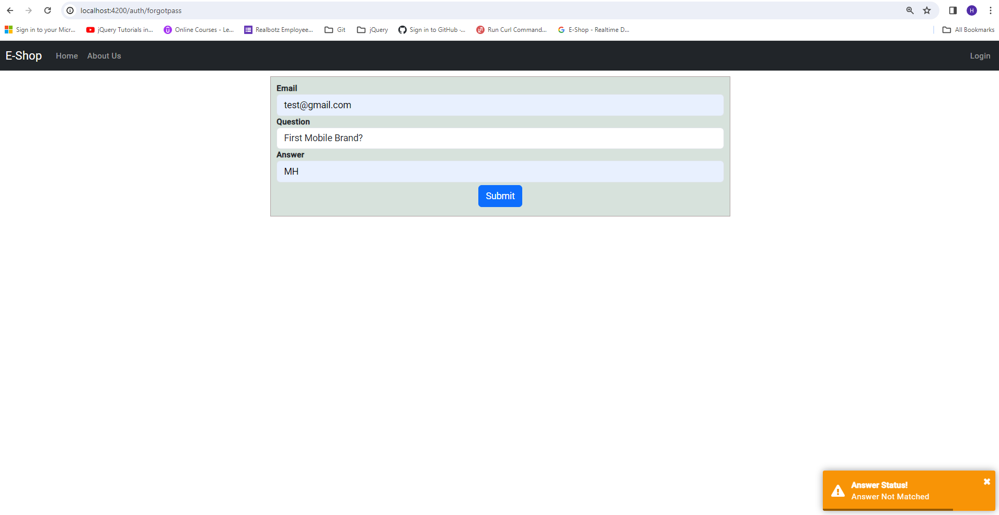 localhost:4200/auth/forgotpass
H
Sign in to your Micr... jQuery Tutorials in... Online Courses - Le... Realbotz Employee... Git jQuery Sign in to GitHub ·... Run Curl Command... E-Shop - Realtime D... All Bookmarks
E-Shop Home About Us Login
Email
test@gmail.com
Question
First Mobile Brand?
Answer
MH
Submit
Answer Status!
Answer Not Matched